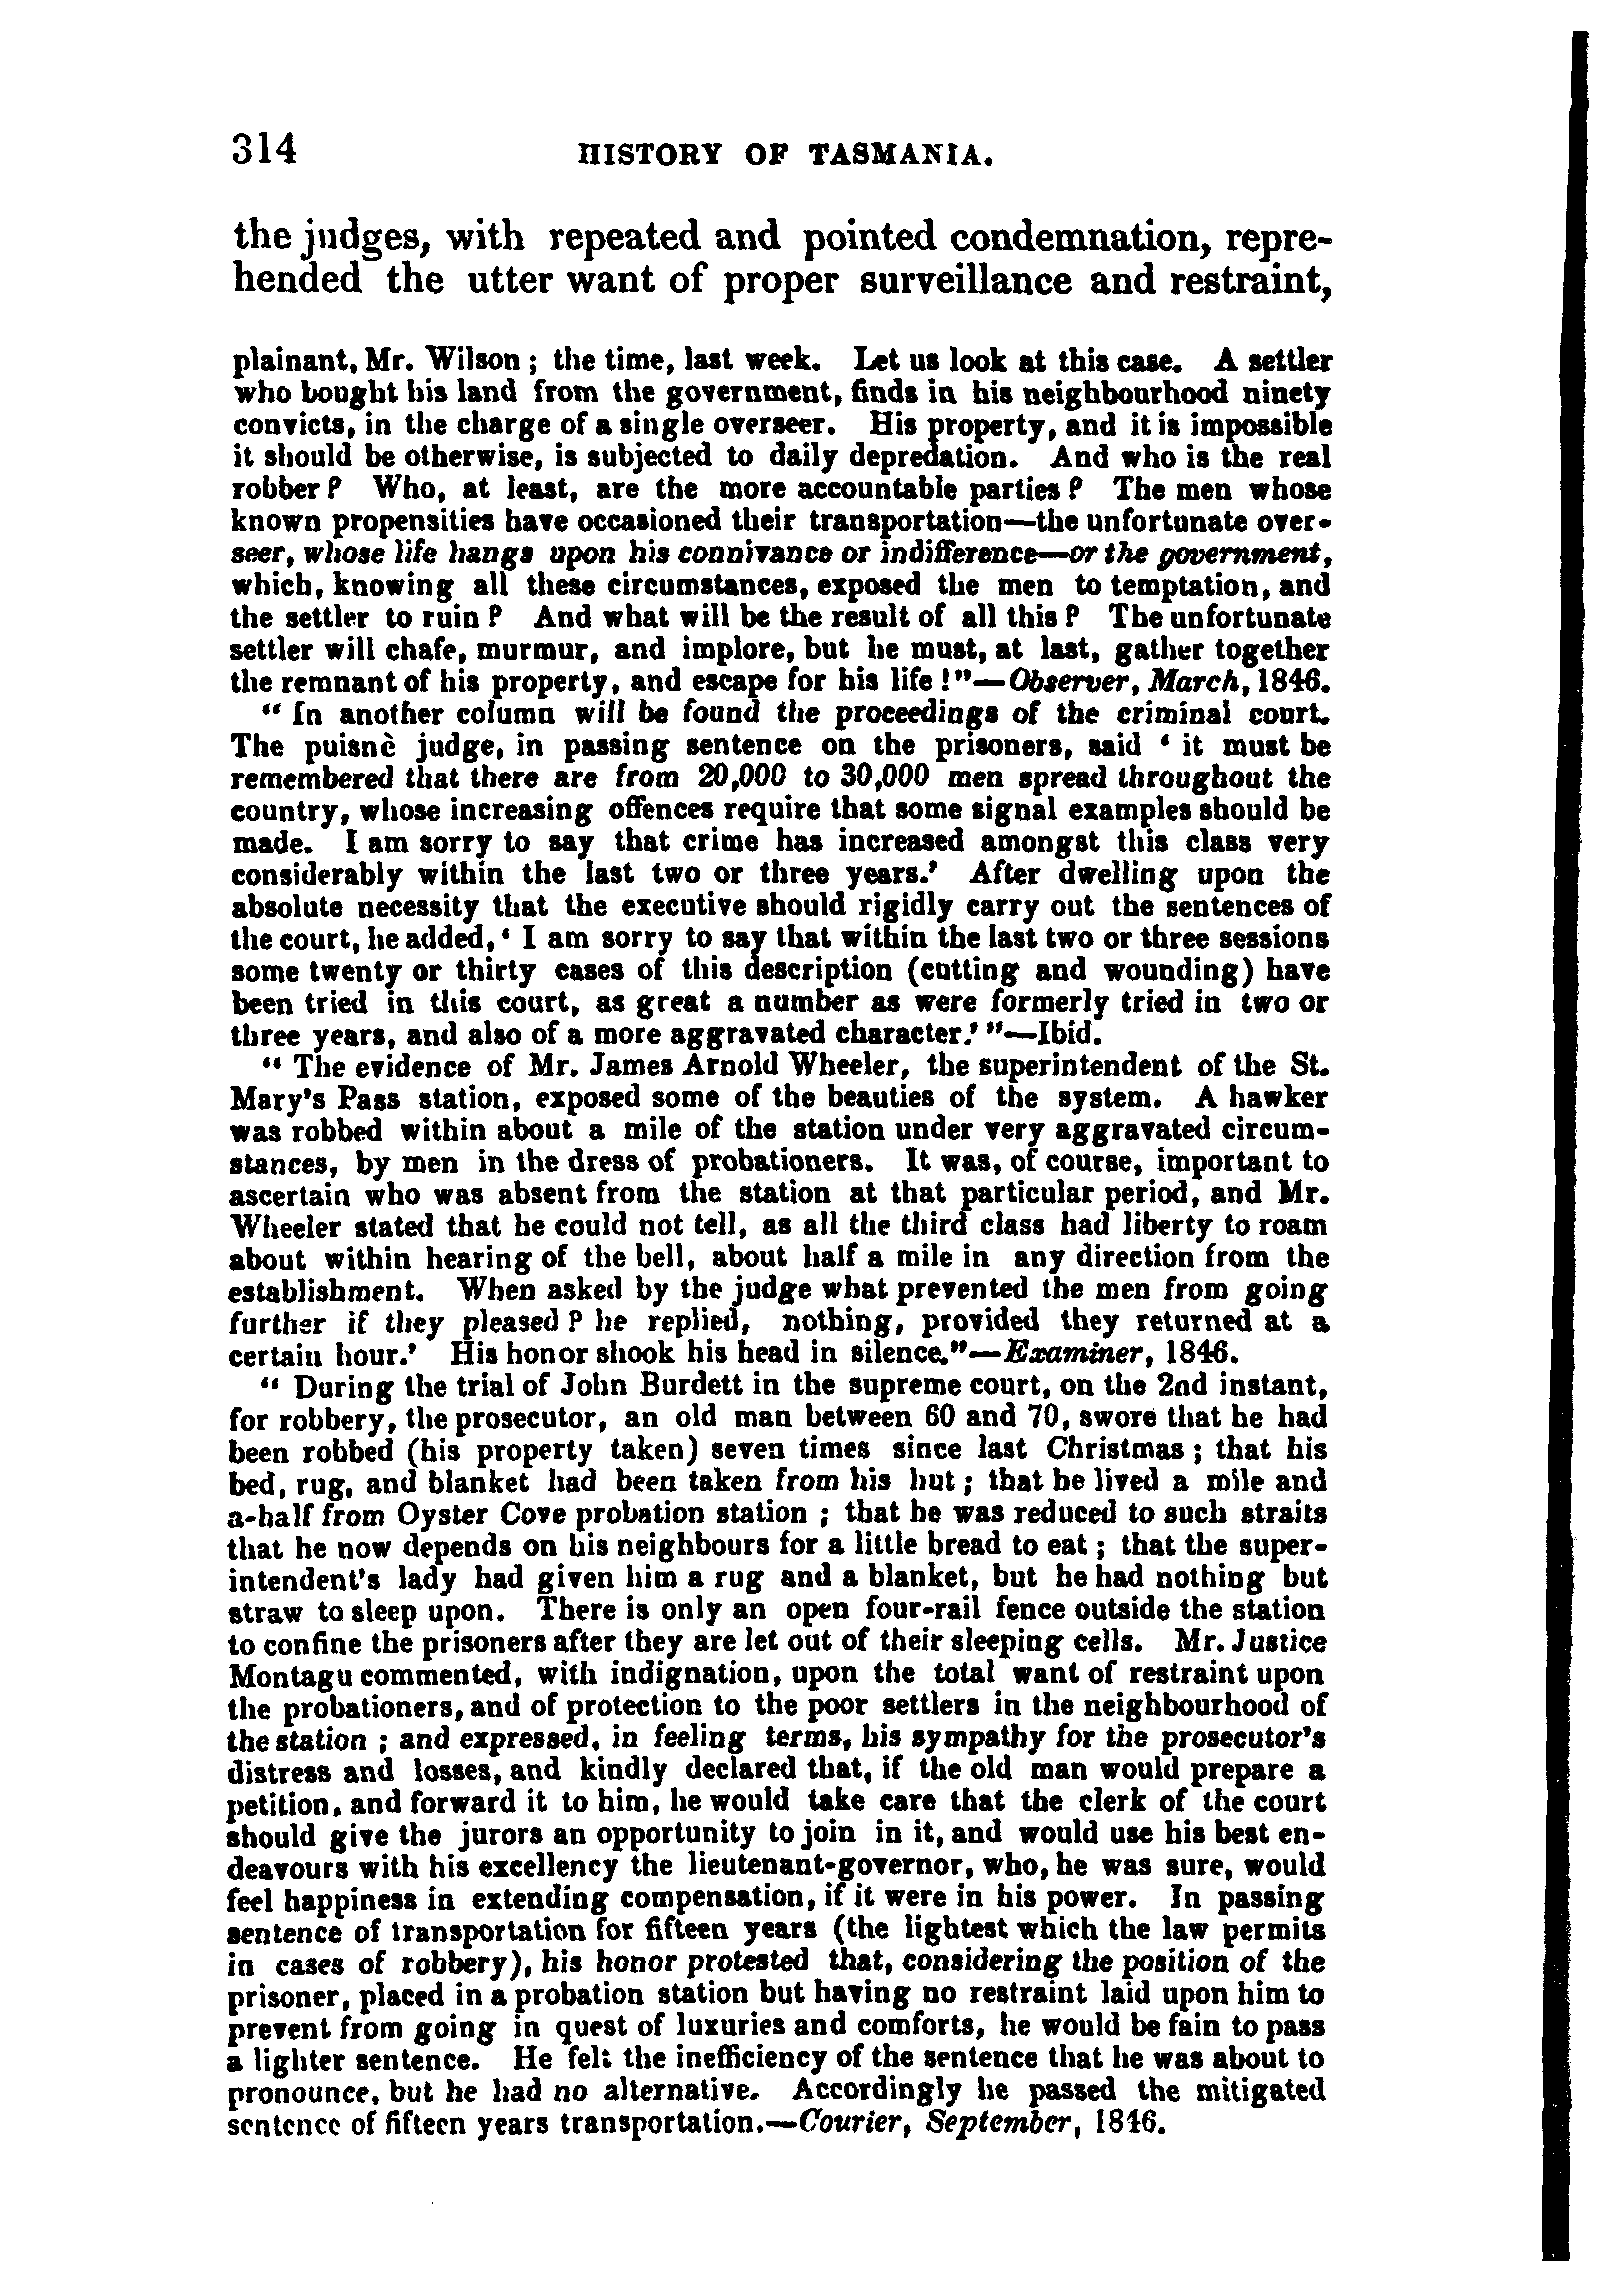 314 HISTORY OF TASMANIA.
the judges, with repeated and pointed condemnation, repre-
hended the utter want of proper surveillance and restraint,
plainant, Mr. Wilson ; the time, last week. Let us look at this case. A settler
who bought his land from the government, finds in his neighbourhood ninety
convicts, in the charge of a single overseer. His property, and it is impossible
it should be otherwise, is subjected to daily depredation. And who is the real
robber ? Who, at least, are the more accountable parties ? The men whose
known propensities have occasioned their transportation—the unfortunate over-
seer, whose life hangs upon his connivance or indifference—or the government,
which, knowing all these circumstances, exposed the men to temptation, and
the settler to ruin ? And what will be the result of all this ? The unfortunate
settler will chafe, murmur, and implore, but he must, at last, gather together
the remnant of his property, and escape for his life !"—Observer, March, 1846.
" In another column will be found the proceedings of the criminal court.
The puisnè judge, in passing sentence on the prisoners, said ' it must be
remembered that there are from 20,000 to 30,000 men spread throughout the
country, whose increasing offences require that some signal examples should be
made. I am sorry to say that crime has increased amongst this class very
considerably within the last two or three years.' After dwelling upon the
absolute necessity that the executive should rigidly carry out the sentences of
the court, he added, ' I am sorry to say that within the last two or three sessions
some twenty or thirty cases of this description (cutting and wounding) have
been tried in this court, as great a number as were formerly tried in two or
three years, and also of a more aggravated character.' "—Ibid.
" The evidence of Mr. James Arnold Wheeler, the superintendent of the St.
Mary's Pass station, exposed some of the beauties of the system. A hawker
was robbed within about a mile of the station under very aggravated circum-
stances, by men in the dress of probationers. It was, of course, important to
ascertain who was absent from the station at that particular period, and Mr.
Wheeler stated that he could not tell, as all the third class had liberty to roam
about within hearing of the bell, about half a mile in any direction from the
establishment. When asked by the judge what prevented the men from going
further if they pleased ? he replied, nothing, provided they returned at a
certain hour.' His honor shook his head in silence."—Examiner, 1846.
" During the trial of John Burdett in the supreme court, on the 2nd instant,
for robbery, the prosecutor, an old man between 60 and 70, swore that he had
been robbed (his property taken) seven times since last Christmas ; that his
bed, rug, and blanket had been taken from his hut ; that he lived a mile and
a-half from Oyster Cove probation station ; that he was reduced to such straits
that he now depends on his neighbours for a little bread to eat ; that the super-
intendent's lady had given him a rug and a blanket, but he had nothing but
straw to sleep upon. There is only an open four-rail fence outside the station
to confine the prisoners after they are let out of their sleeping cells. Mr. Justice
Montagu commented, with indignation, upon the total want of restraint upon
the probationers, and of protection to the poor settlers in the neighbourhood of
the station ; and expressed, in feeling terms, his sympathy for the prosecutor's
distress and losses, and kindly declared that, if the old man would prepare a
petition, and forward it to him, he would take care that the clerk of the court
should give the jurors an opportunity to join in it, and would use his best en-
deavours with his excellency the lieutenant-governor, who, he was sure, would
feel happiness in extending compensation, if it were in his power. In passing
sentence of transportation for fifteen years (the lightest which the law permits
in cases of robbery), his honor protested that, considering the position of the
prisoner, placed in a probation station but having no restraint laid upon him to
prevent from going in quest of luxuries and comforts, he would be fain to pass
a lighter sentence. He felt the inefficiency of the sentence that he was about to
pronounce, but he had no alternative. Accordingly he passed the mitigated
sentence of fifteen years transportation.—Courier, September, 1846.